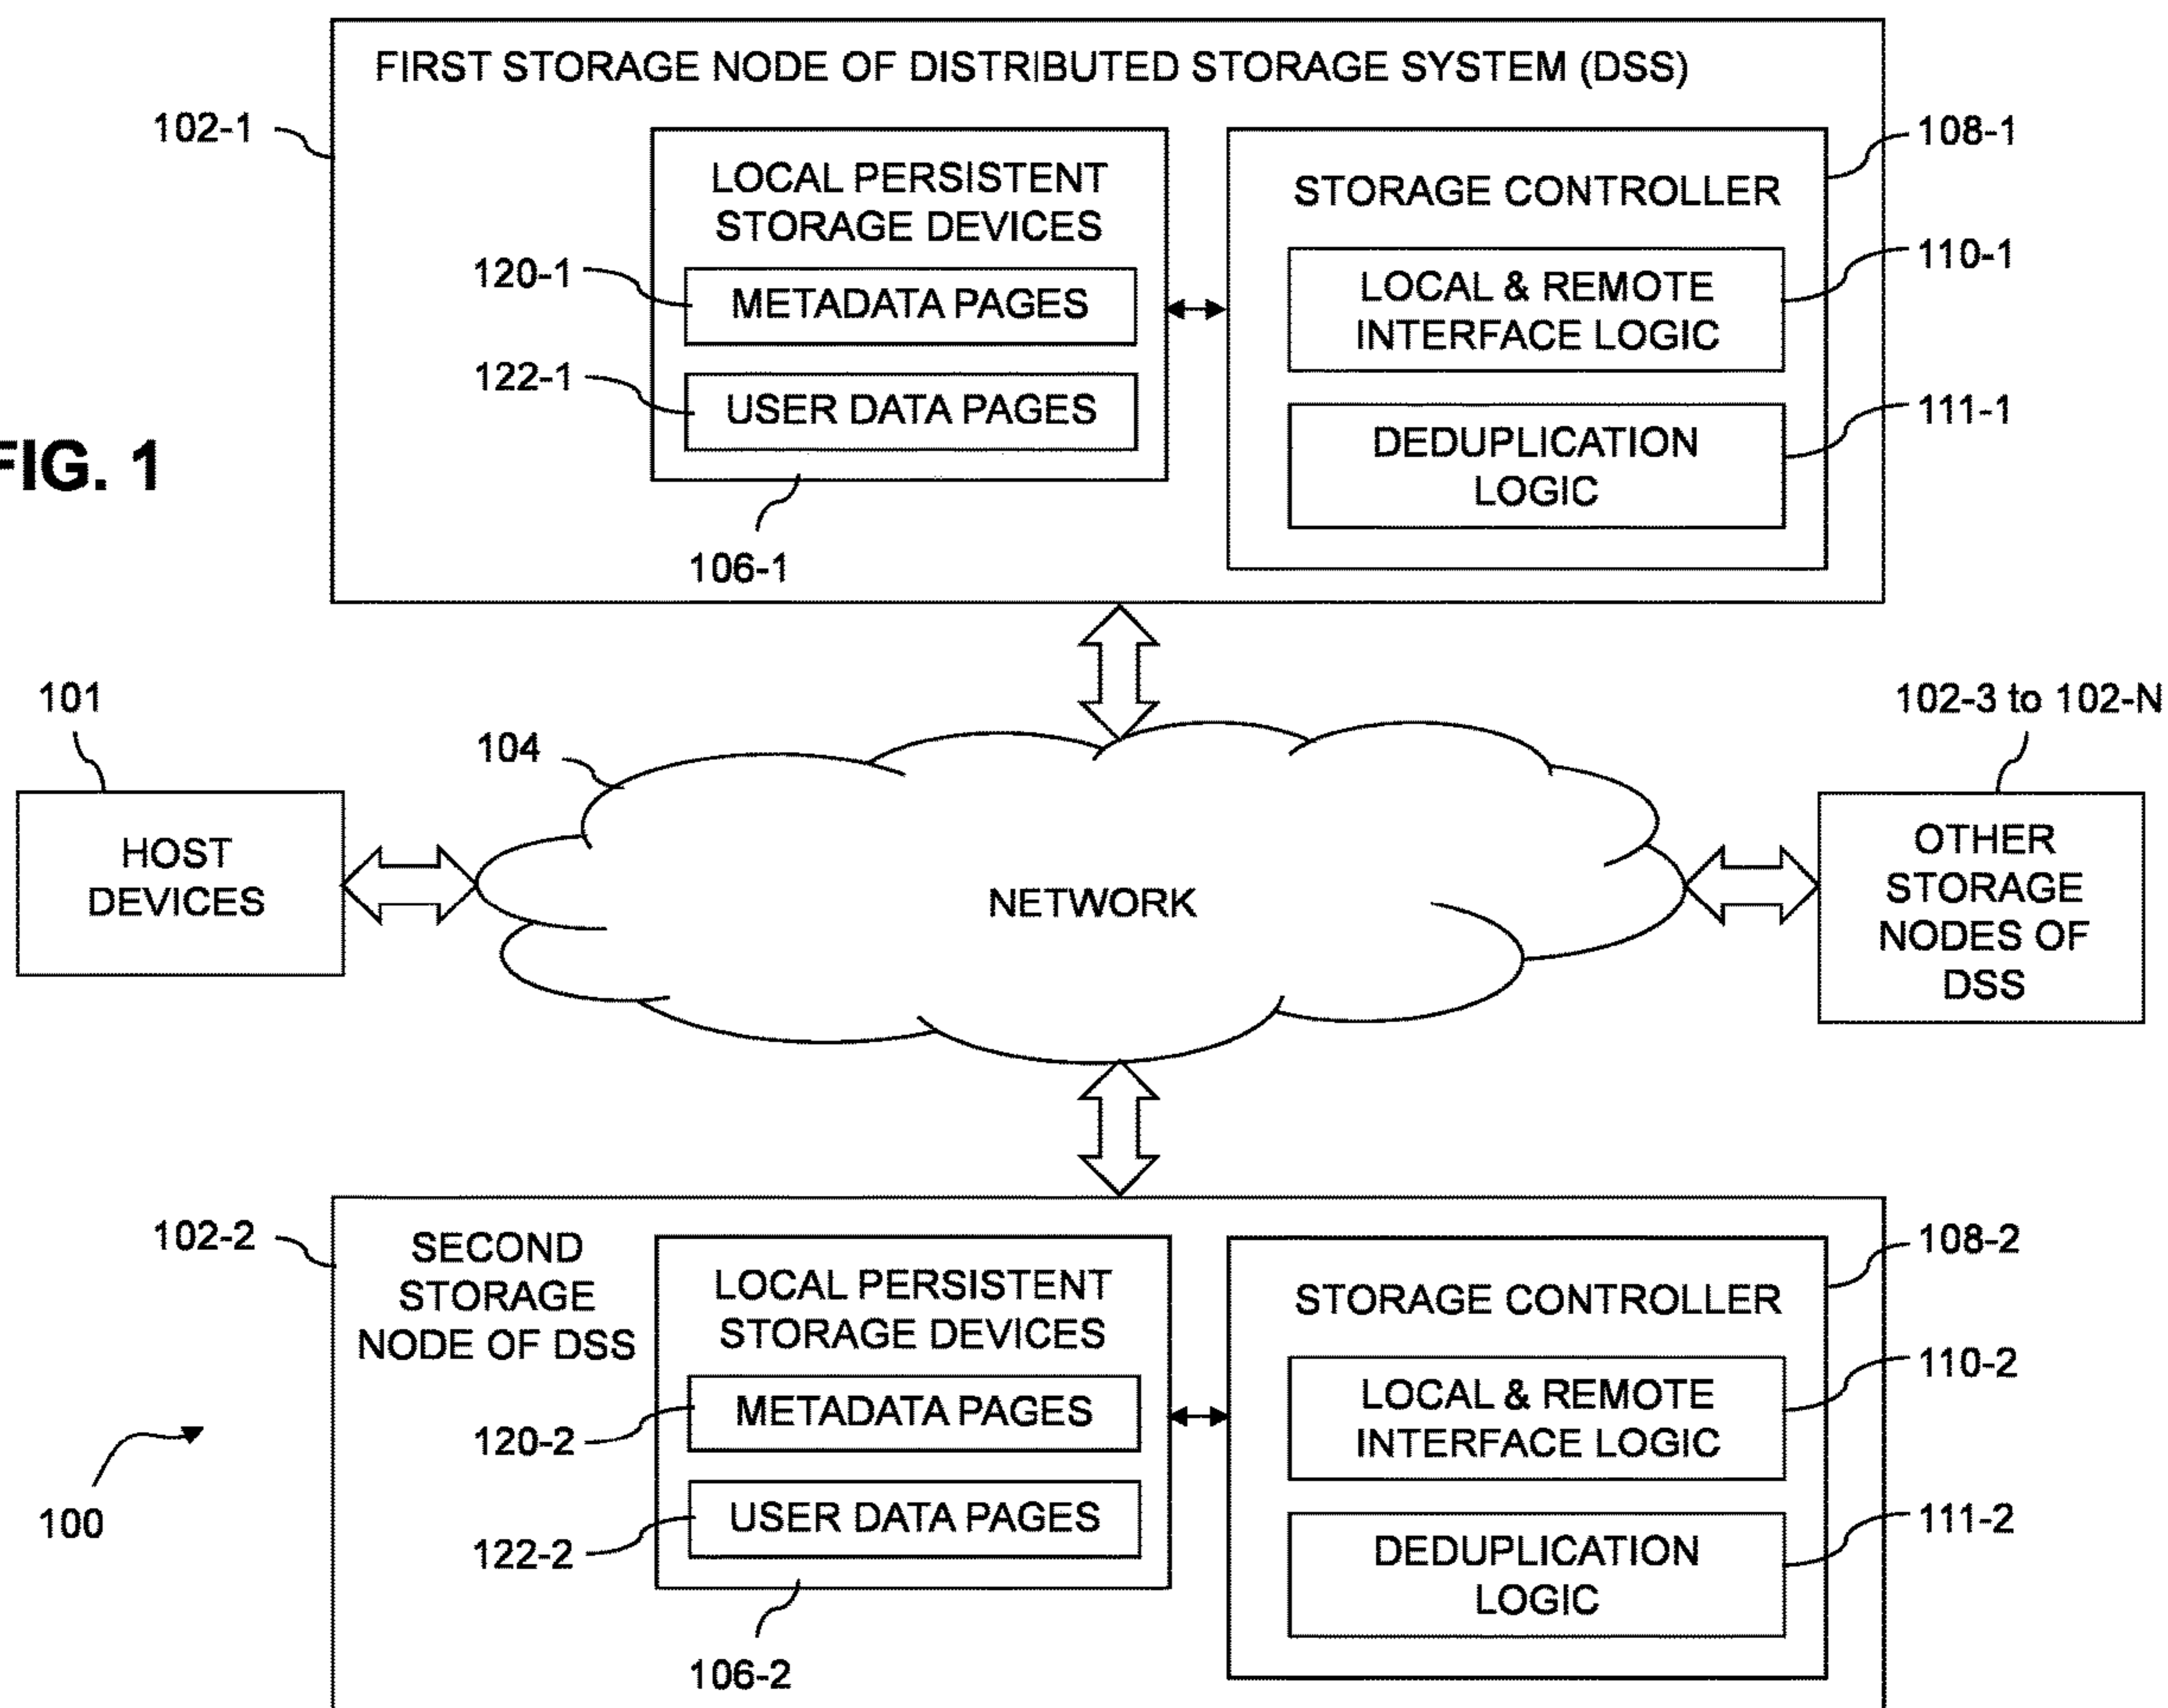 FIRST STORAGE NODE OF DISTRIBUTED STORAGE SYSTEM (DSS)
102-1
108-1
LOCAL PERSISTENT
STORAGE DEVICES
STORAGE CONTROLLER
120-1
METADATA PAGES
LOCAL & REMOTE
INTERFACE LOGIC
110-1
122-1
USER DATA PAGES
DEDUPLICATION
LOGIC
111-1
FIG. 1
106-1
101
104
102-3 to 102-N
HOST
DEVICES
NETWORK
OTHER
STORAGE
NODES OF
DSS
102-2
SECOND
STORAGE
NODE OF DSS
LOCAL PERSISTENT
STORAGE DEVICES
STORAGE CONTROLLER
108-2
METADATA PAGES
120-2
LOCAL & REMOTE
INTERFACE LOGIC
110-2
USER DATA PAGES
122-2
DEDUPLICATION
LOGIC
111-2
100
106-2